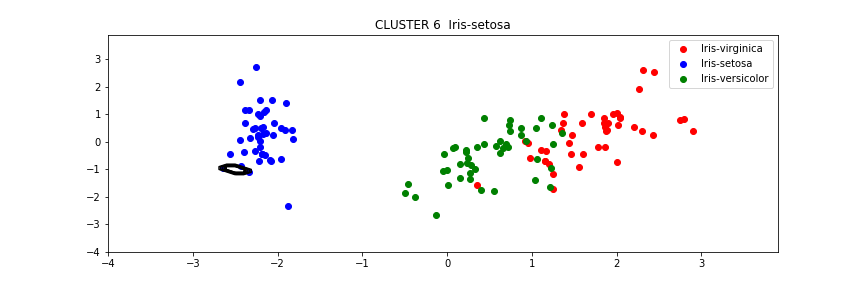 CLUSTER 6  Iris-setosa
Iris-virginica
Iris-setosa
Iris-versicolor
3
2
1
0
−1
−2
−3
−4
−4 −3 −2 −1 0 1 2 3